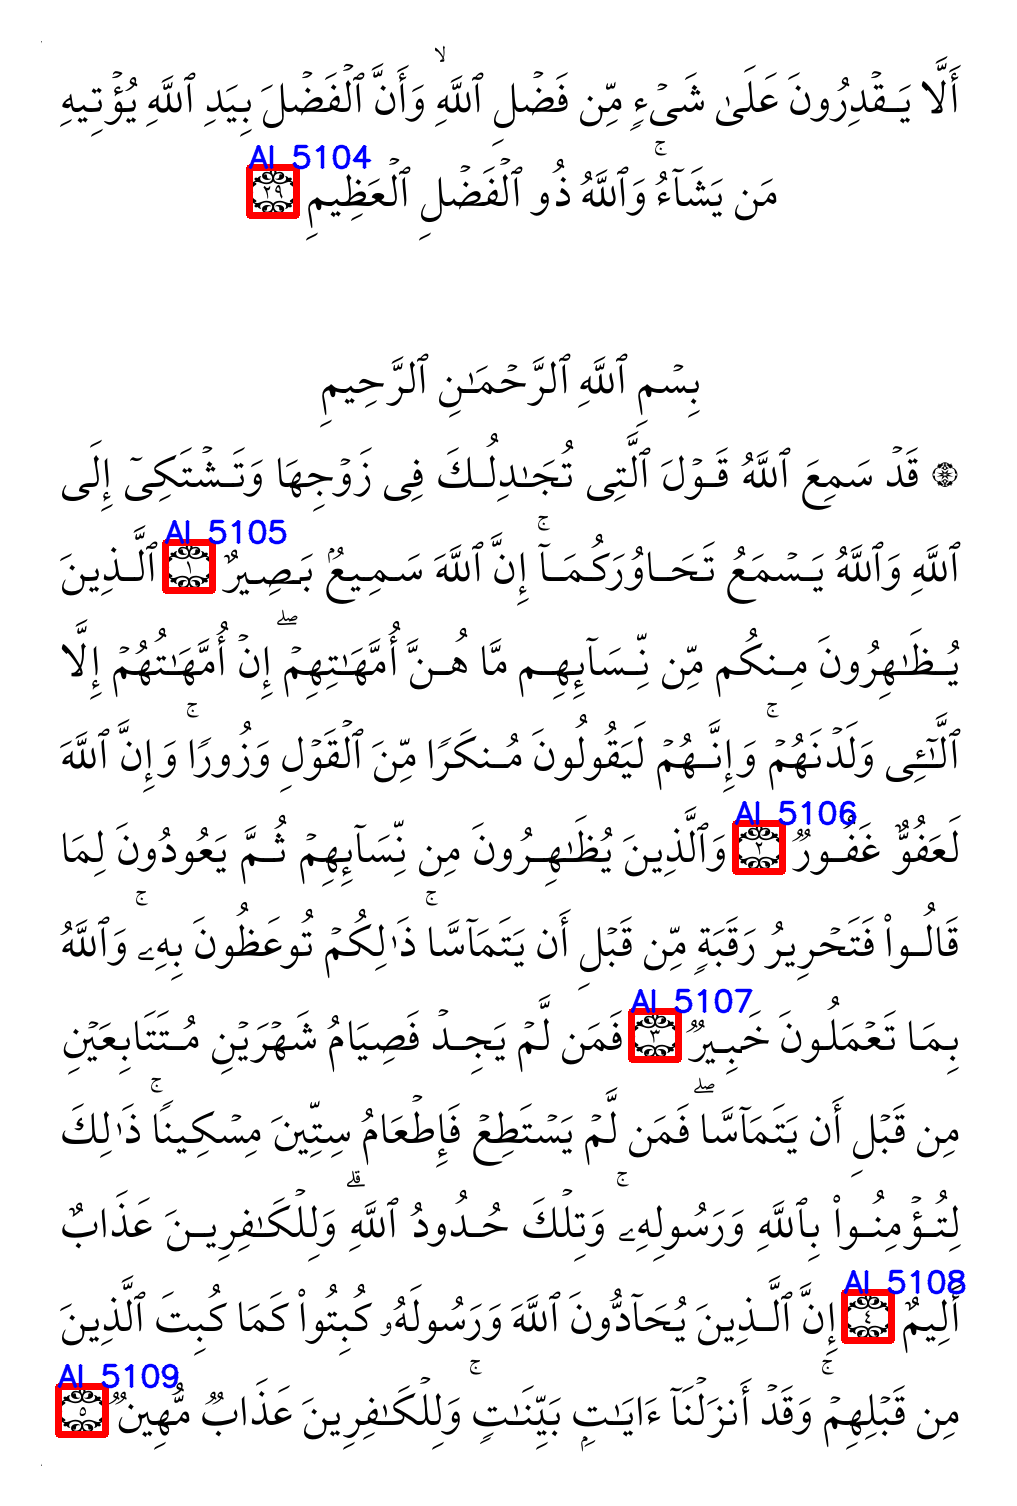 أَلَّا يَقۡدِرُونَ عَلَىٰ شَيۡءٖ مِّن فَضۡلِ ٱللَّهِۙ وَأَنَّ ٱلۡفَضۡلَ بِيَدِ ٱللَّهِ يُؤۡتِيهِ
AI_5104
مَن يَشَآءُۚ وَٱللَّهُ ذُو ٱلۡفَضۡلِ ٱلۡعَظِيمِ ٢٩
بِسۡمِ ٱللَّهِ ٱلرَّحۡمَٰنِ ٱلرَّحِيمِ
۞ قَدۡ سَمِعَ ٱللَّهُ قَوۡلَ ٱلَّتِي تُجَٰدِلُكَ فِي زَوۡجِهَا وَتَشۡتَكِيٓ إِلَى
AI_5105
ٱللَّهِ وَٱللَّهُ يَسۡمَعُ تَحَاوُرَكُمَآۚ إِنَّ ٱللَّهَ سَمِيعُۢ بَصِيرٌ ١ ٱلَّذِينَ
يُظَٰهِرُونَ مِنكُم مِّن نِّسَآئِهِم مَّا هُنَّ أُمَّهَٰتِهِمۡۖ إِنۡ أُمَّهَٰتُهُمۡ إِلَّا
ٱلَّٰٓـِٔي وَلَدۡنَهُمۡۚ وَإِنَّهُمۡ لَيَقُولُونَ مُنكَرٗا مِّنَ ٱلۡقَوۡلِ وَزُورٗاۚ وَإِنَّ ٱللَّهَ
AI_5106
لَعَفُوٌّ غَفُورٞ ٢ وَٱلَّذِينَ يُظَٰهِرُونَ مِن نِّسَآئِهِمۡ ثُمَّ يَعُودُونَ لِمَا
قَالُواْ فَتَحۡرِيرُ رَقَبَةٖ مِّن قَبۡلِ أَن يَتَمَآسَّاۚ ذَٰلِكُمۡ تُوعَظُونَ بِهِۦۚ وَٱللَّهُ
AI_5107
بِمَا تَعۡمَلُونَ خَبِيرٞ ٣ فَمَن لَّمۡ يَجِدۡ فَصِيَامُ شَهۡرَيۡنِ مُتَتَابِعَيۡنِ
مِن قَبۡلِ أَن يَتَمَآسَّاۖ فَمَن لَّمۡ يَسۡتَطِعۡ فَإِطۡعَامُ سِتِّينَ مِسۡكِينٗاۚ ذَٰلِكَ
لِتُؤۡمِنُواْ بِٱللَّهِ وَرَسُولِهِۦۚ وَتِلۡكَ حُدُودُ ٱللَّهِۗ وَلِلۡكَٰفِرِينَ عَذَابٌ
AI_5108
أَلِيمٌ ٤ إِنَّ ٱلَّذِينَ يُحَآدُّونَ ٱللَّهَ وَرَسُولَهُۥ كُبِتُواْ كَمَا كُبِتَ ٱلَّذِينَ
AI_5109
مِن قَبۡلِهِمۡۚ وَقَدۡ أَنزَلۡنَآ ءَايَٰتِۭ بَيِّنَٰتٖۚ وَلِلۡكَٰفِرِينَ عَذَابٞ مُّهِينٞ ٥